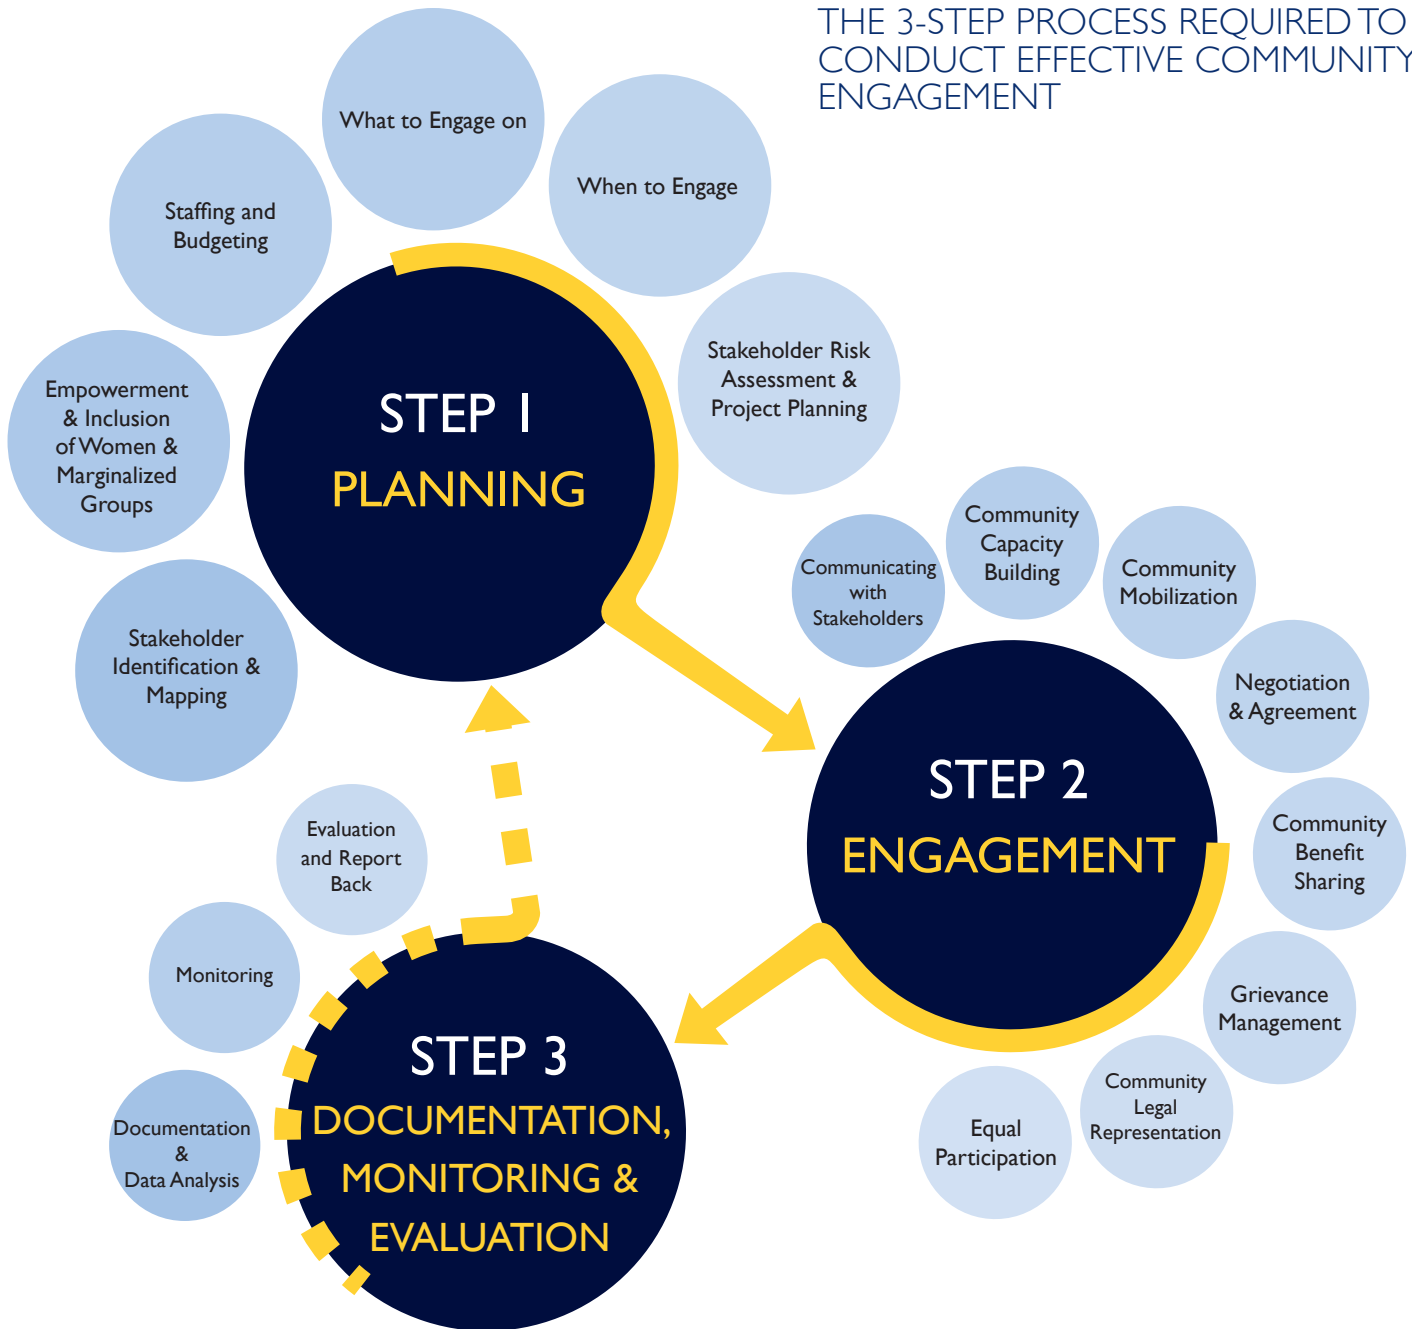 THE 3-STEP PROCESS REQUIRED TO
CONDUCT EFFECTIVE COMMUNITY
ENGAGEMENT
What to Engage on
When to Engage
Staffing and
Budgeting
Stakeholder Risk
Assessment &
Project Planning
Empowerment
& Inclusion
of Women &
Marginalized
Groups
Stakeholder
Identification &
Mapping
STEP 1
PLANNING
Communicating
with
Stakeholders
Community
Capacity
Building
Community
Mobilization
Negotiation
& Agreement
Community
Benefit
Sharing
Grievance
Management
Community
Legal
Representation
Equal
Participation
STEP 2
ENGAGEMENT
Evaluation
and Report
Back
Monitoring
Documentation
&
Data Analysis
STEP 3
DOCUMENTATION,
MONITORING &
EVALUATION